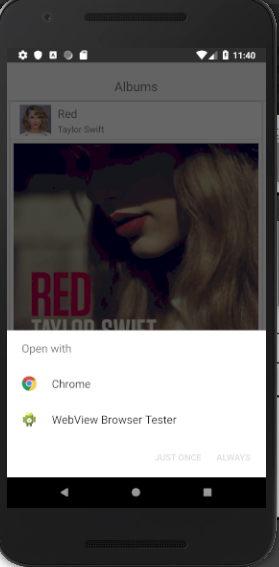 11:40
Albums
Red
Taylor Swift
RED
TAYLOR SWIFT
Open with
Chrome
WebView Browser Tester
JUST ONCE ALWAYS